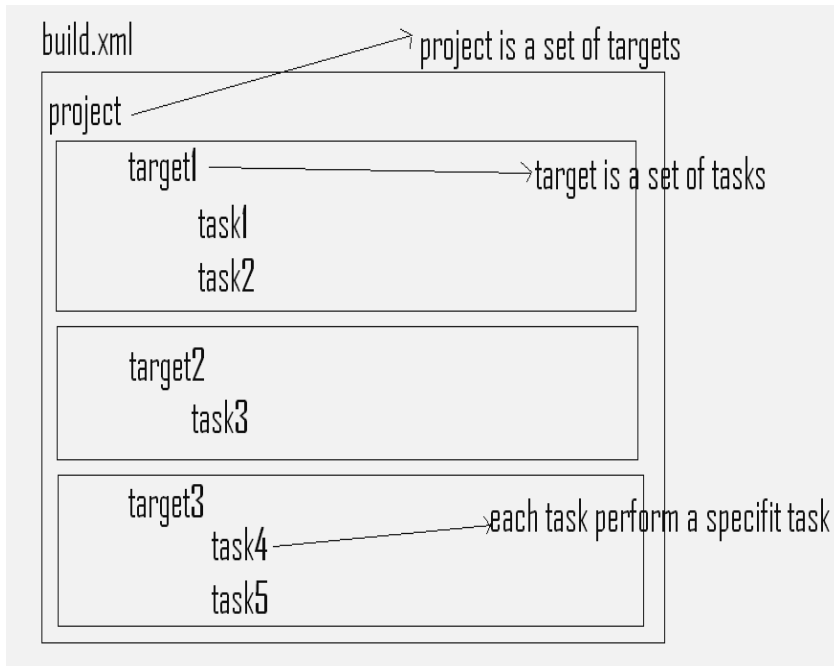 build.xml
project is a set of targets
project
target1
target is a set of tasks
task1
task2
target2
task3
target3
each task perform a specifit task
task4
task5